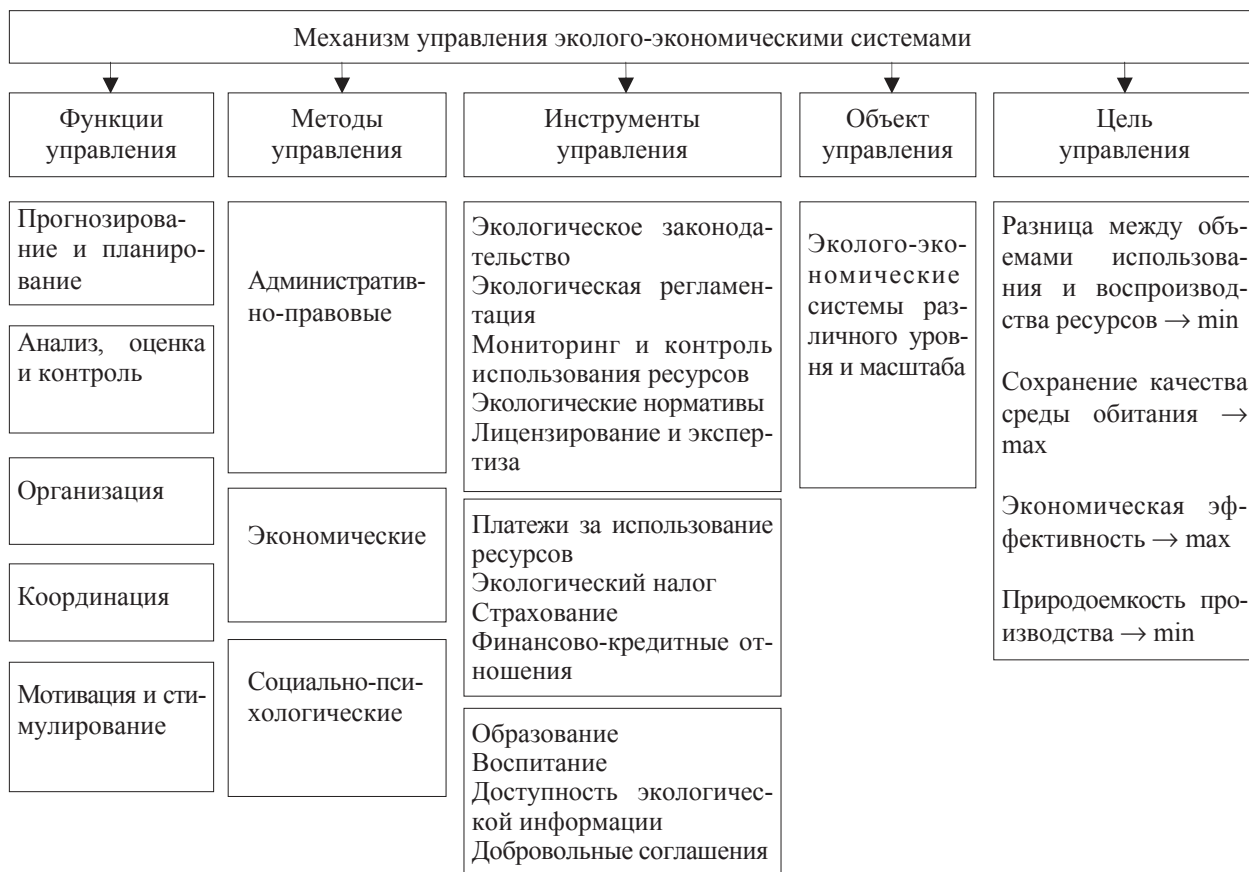 Механизм управления эколого-экономическими системами
Функции
управления
Методы
управления
Инструменты
управления
Объект
управления
Цель
управления
Прогнозирова-
ние и планиро-
вание
Анализ, оценка
и контроль
Организация
Координация
Мотивация и сти-
мулирование
Административ-
но-правовые
Экономические
Социально-пси-
хологические
Экологическое законода-
тельство
Экологическая регламен-
тация
Мониторинг и контроль
использования ресурсов
Экологические нормативы
Лицензирование и экспер-
тиза
Платежи за использование
ресурсов
Экологический налог
Страхование
Финансово-кредитные от-
ношения
Образование
Воспитание
Доступность экологичес-
кой информации
Добровольные соглашения
Эколого-эко-
номические
системы раз-
личного уров-
ня и масштаба
Разница между объ-
емами использова-
ния и воспроизвод-
ства ресурсов → min
Сохранение качества
среды обитания →
max
Экономическая эф-
фективность → max
Природоемкость про-
изводства → min